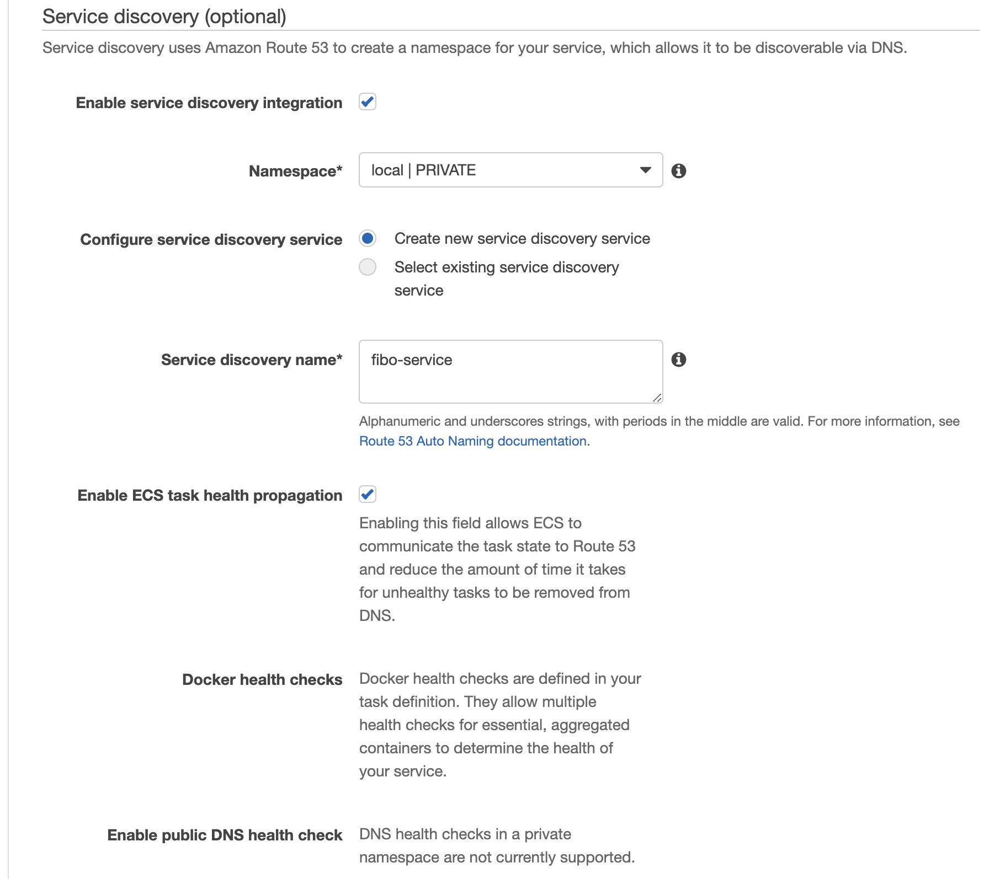 Service discovery (optional)
Service discovery uses Amazon Route 53 to create a namespace for your service, which allows it to be discoverable via DNS.
Enable service discovery integration
Namespace*
local | PRIVATE
Configure service discovery service
Create new service discovery service
Select existing service discovery
service
Service discovery name*
fibo-service
Alphanumeric and underscores strings, with periods in the middle are valid. For more information, see
Route 53 Auto Naming documentation.
Enable ECS task health propagation
Enabling this field allows ECS to
communicate the task state to Route 53
and reduce the amount of time it takes
for unhealthy tasks to be removed from
DNS.
Docker health checks
Docker health checks are defined in your
task definition. They allow multiple
health checks for essential, aggregated
containers to determine the health of
your service.
Enable public DNS health check
DNS health checks in a private
namespace are not currently supported.